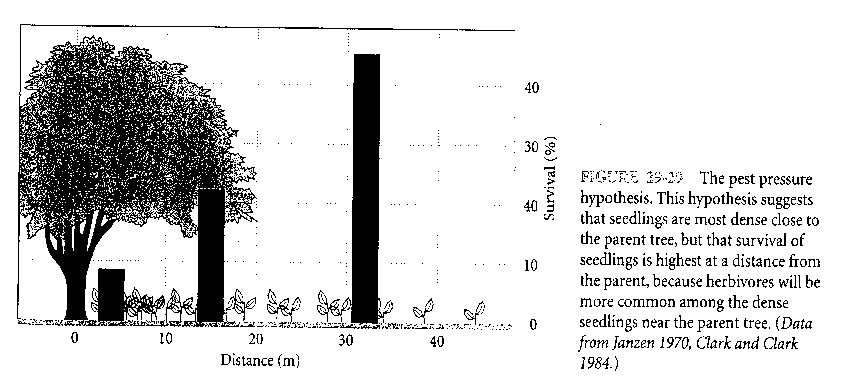 40
30
40
10
0
Survival (%)
0
10
20
30
40
Distance (m)
FIGURE 29-20 The pest pressure
hypothesis. This hypothesis suggests
that seedlings are most dense close to
the parent tree, but that survival of
seedlings is highest at a distance from
the parent, because herbivores will be
more common among the dense
seedlings near the parent tree. (Data
from Janzen 1970, Clark and Clark
1984.)